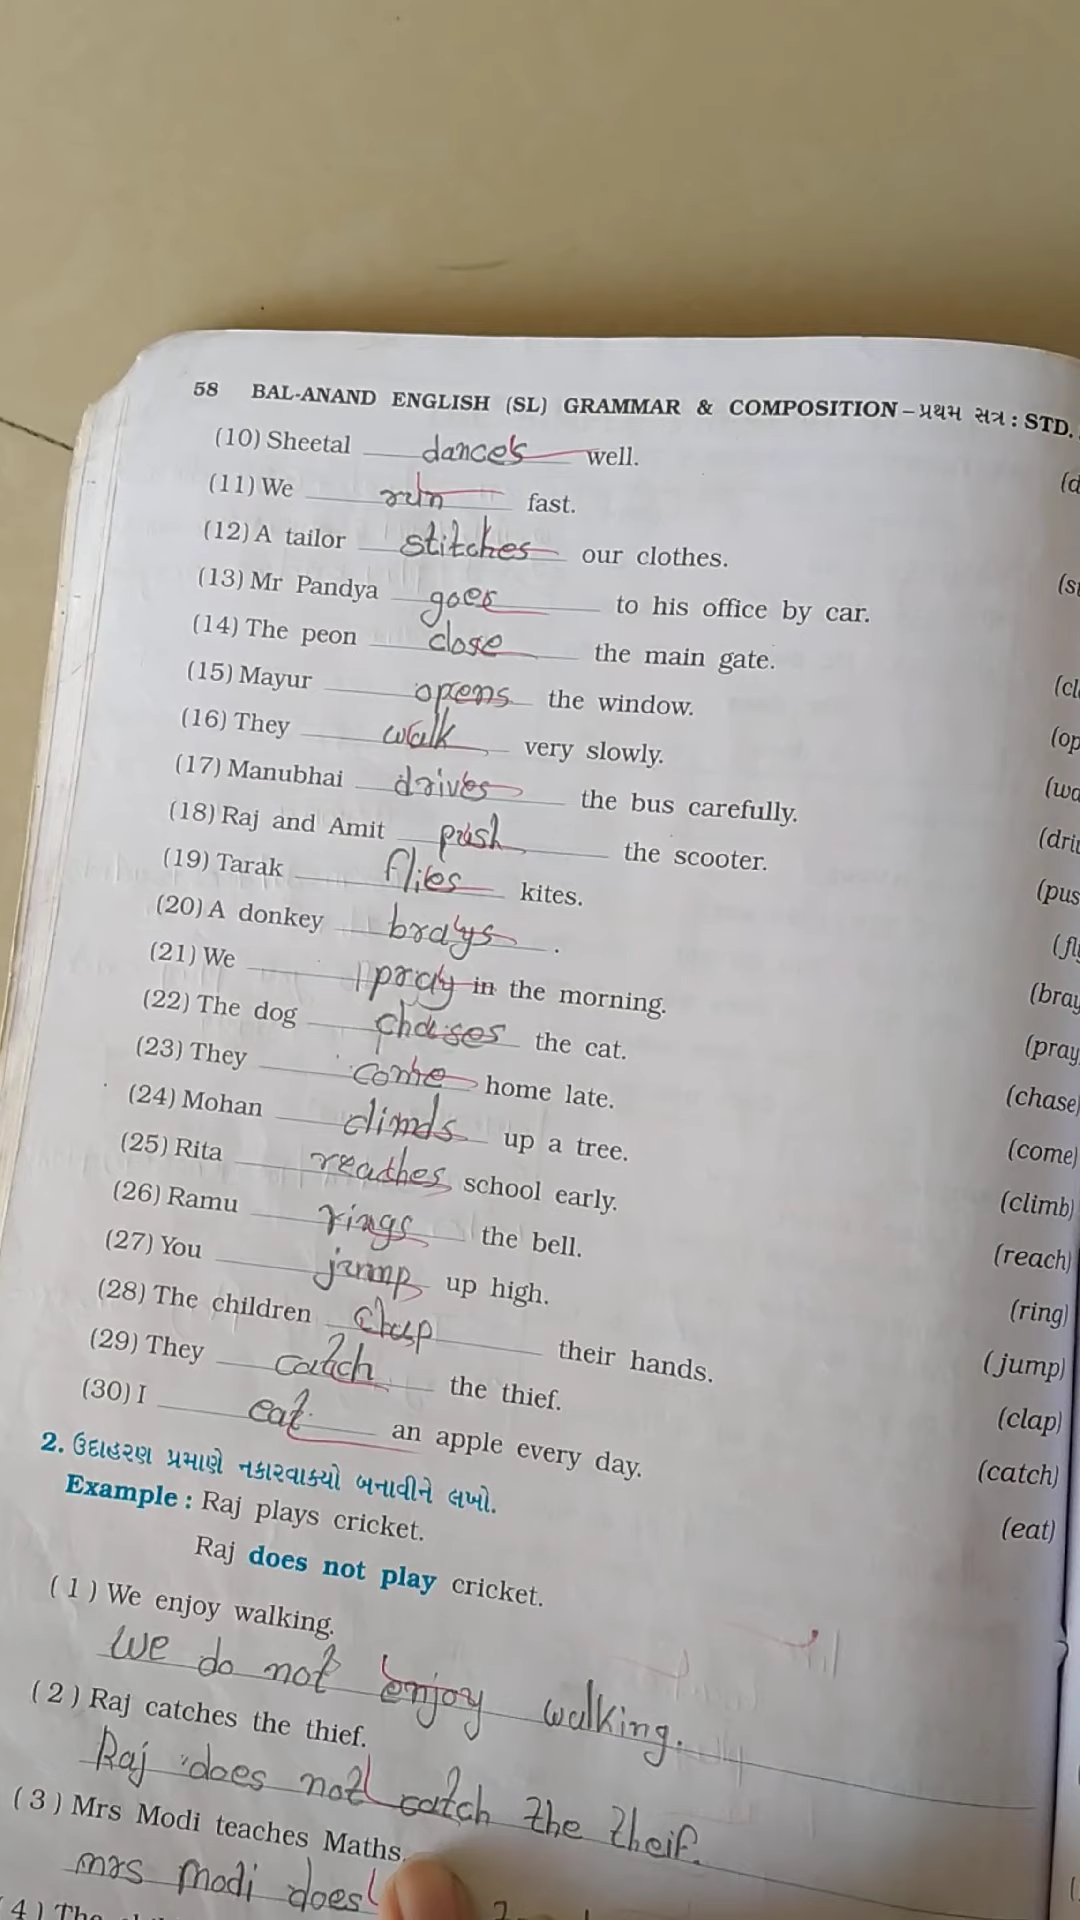 58 BAL-ANAND ENGLISH (SL) GRAMMAR & COMPOSITION – પ્રથમ સત્ર : STD.
(10) Sheetal dances well.
(11) We run fast.
(12) A tailor stitches our clothes.
(13) Mr Pandya goes to his office by car.
(14) The peon close the main gate. (cl
(15) Mayur opens the window. (op
(16) They walk very slowly. (wa
(17) Manubhai drives the bus carefully. (dri
(18) Raj and Amit push the scooter. (pus
(19) Tarak flies kites. (fl
(20) A donkey brays. (bray
(21) We pray in the morning. (pray
(22) The dog chases the cat. (chase)
(23) They come home late. (come)
(24) Mohan climds up a tree. (climb)
(25) Rita reaches school early. (reach)
(26) Ramu rings the bell. (ring)
(27) You jump up high. (jump)
(28) The children clap their hands. (clap)
(29) They catch the thief. (catch)
(30) I eat an apple every day. (eat)
2. ઉદાહરણ પ્રમાણે નકારવાક્યો બનાવીને લખો.
Example : Raj plays cricket.
Raj does not play cricket.
(1) We enjoy walking.
We do not enjoy walking.
(2) Raj catches the thief.
Raj does not catch the theif.
(3) Mrs Modi teaches Maths.
mrs modi does
(4) The